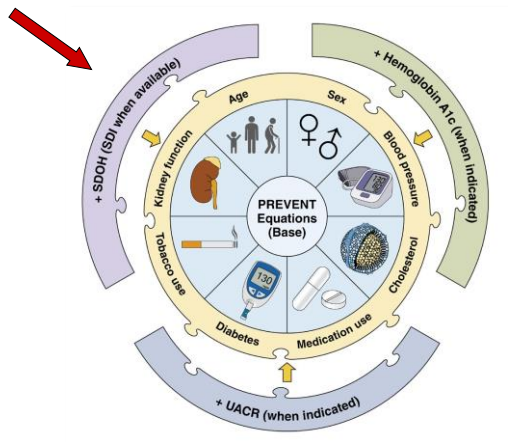 + SDOH (SDI when available)
+ Hemoglobin A1c (when indicated)
Age
Sex
Kidney function
Blood pressure
PREVENT
Equations
(Base)
Tobacco use
Cholesterol
130
Diabetes
Medication use
+ UACR (when indicated)